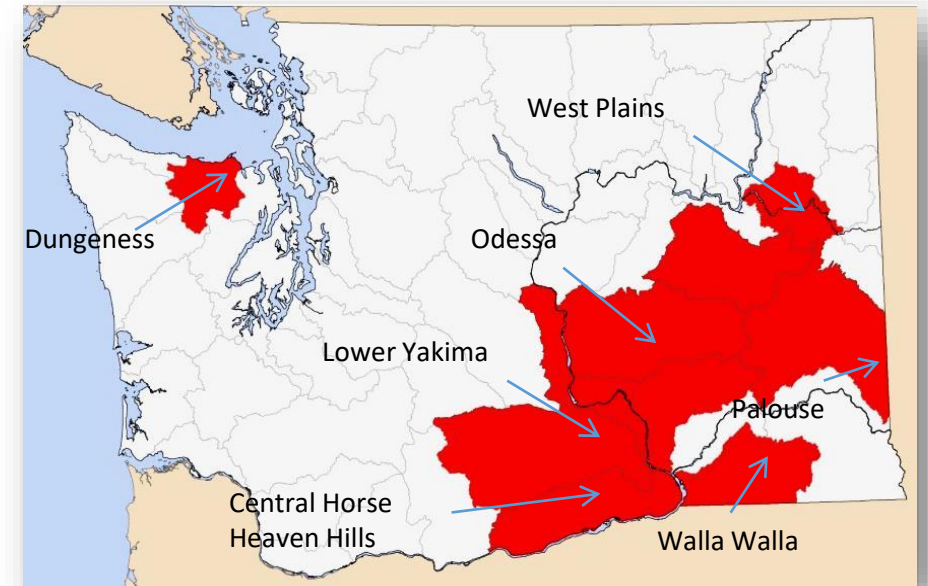 West Plains
Dungeness
Odessa
Lower Yakima
Palouse
Central Horse
Heaven Hills
Walla Walla